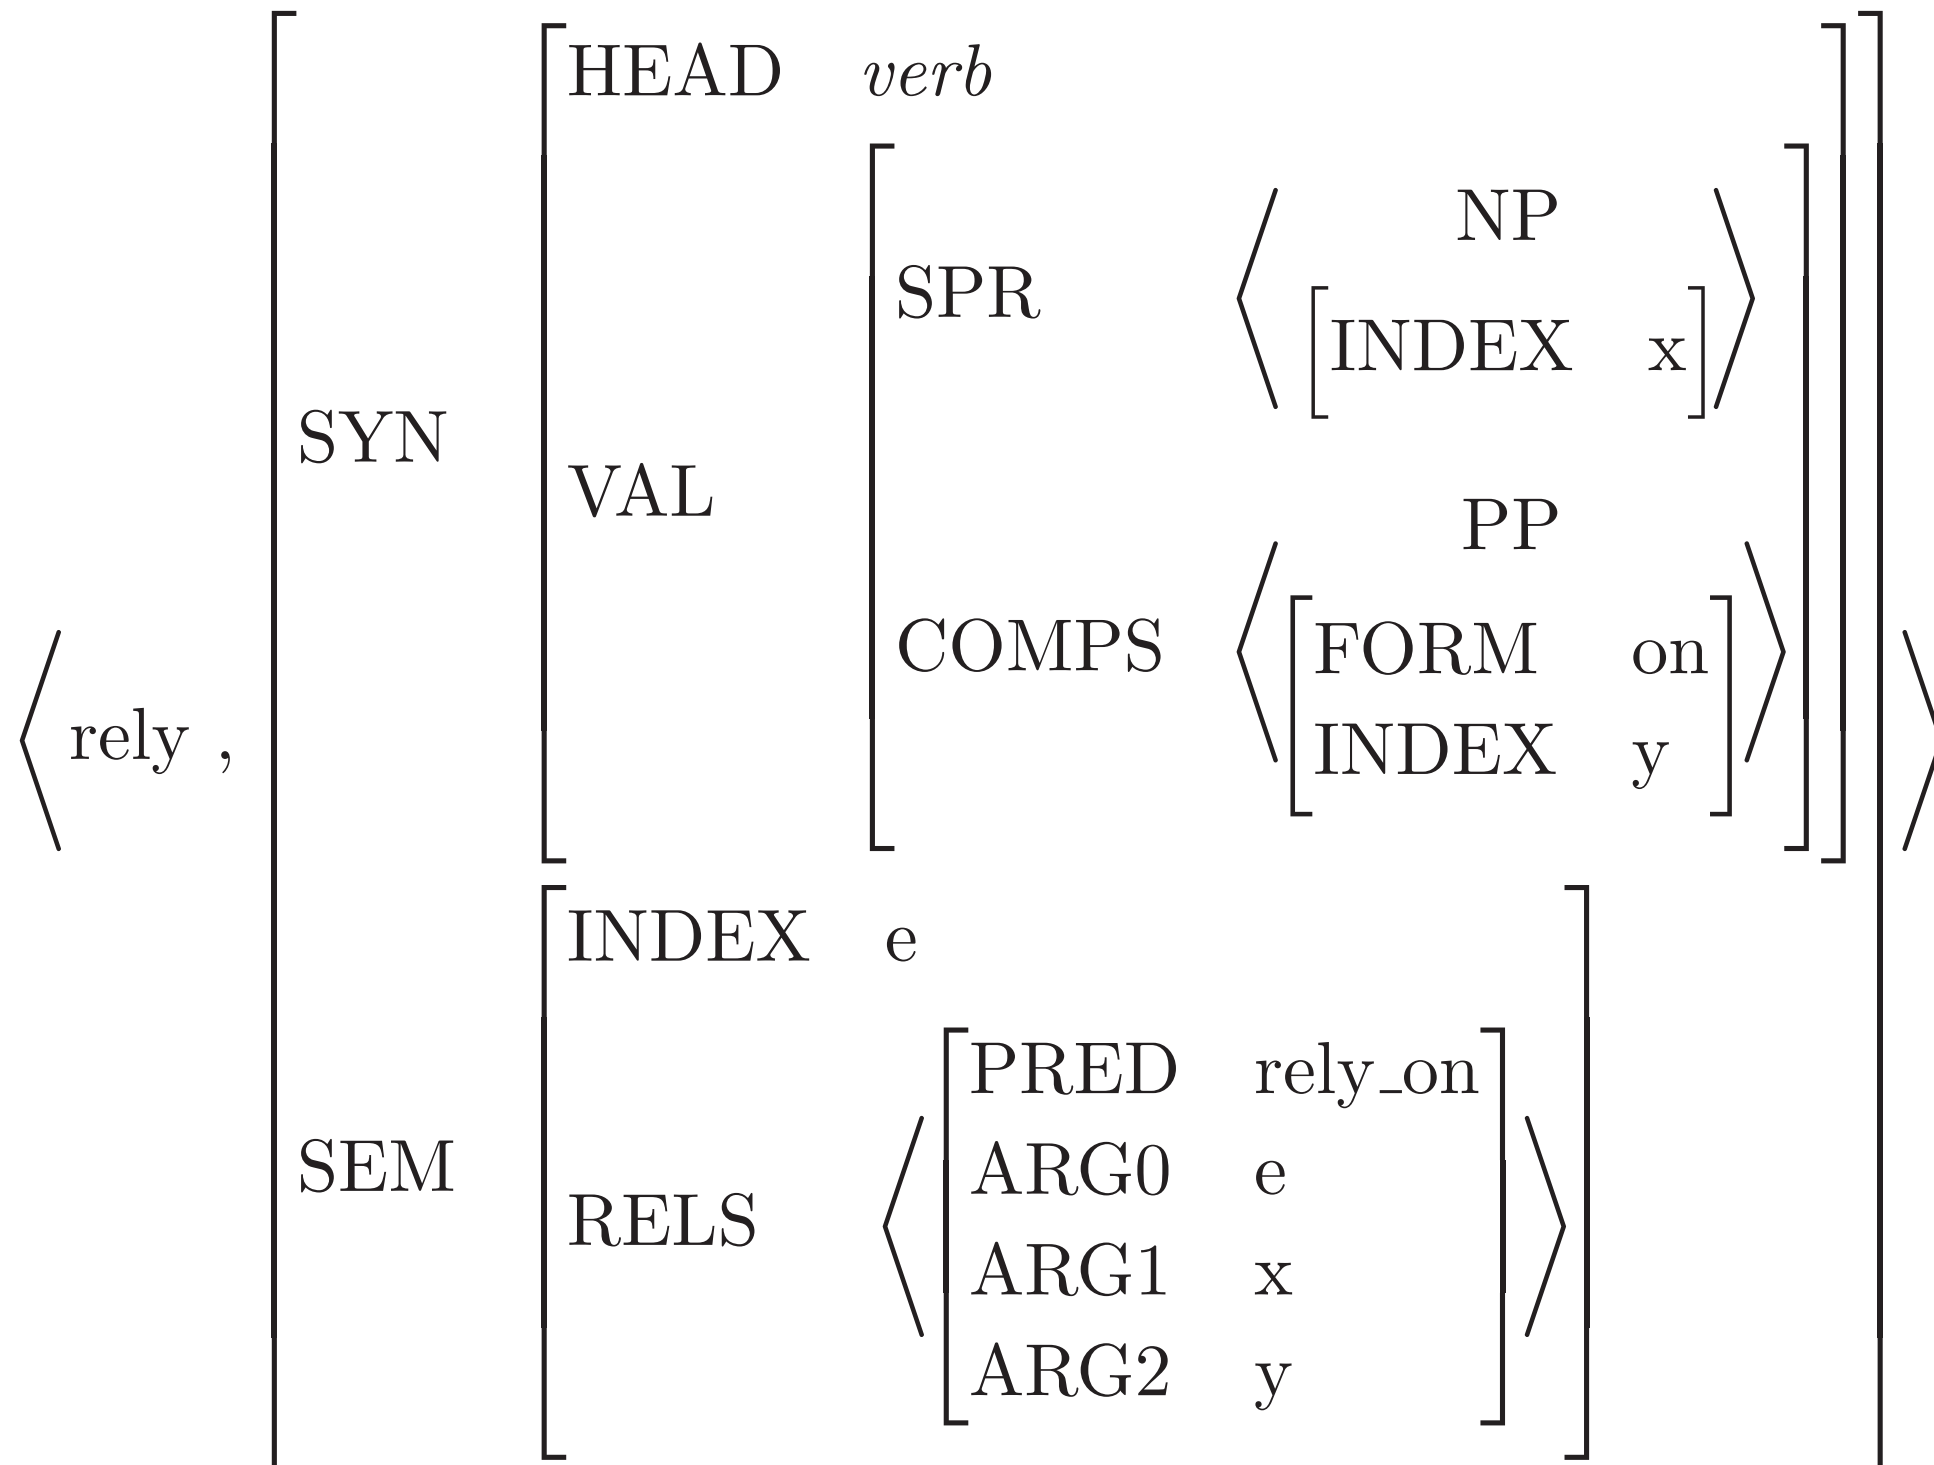 HEAD verb
NP
SPR
INDEX x
SYN
VAL
PP
COMPS
FORM on
INDEX y
rely ,
INDEX e
PRED rely_on
ARG0 e
SEM
RELS
ARG1 x
ARG2 y